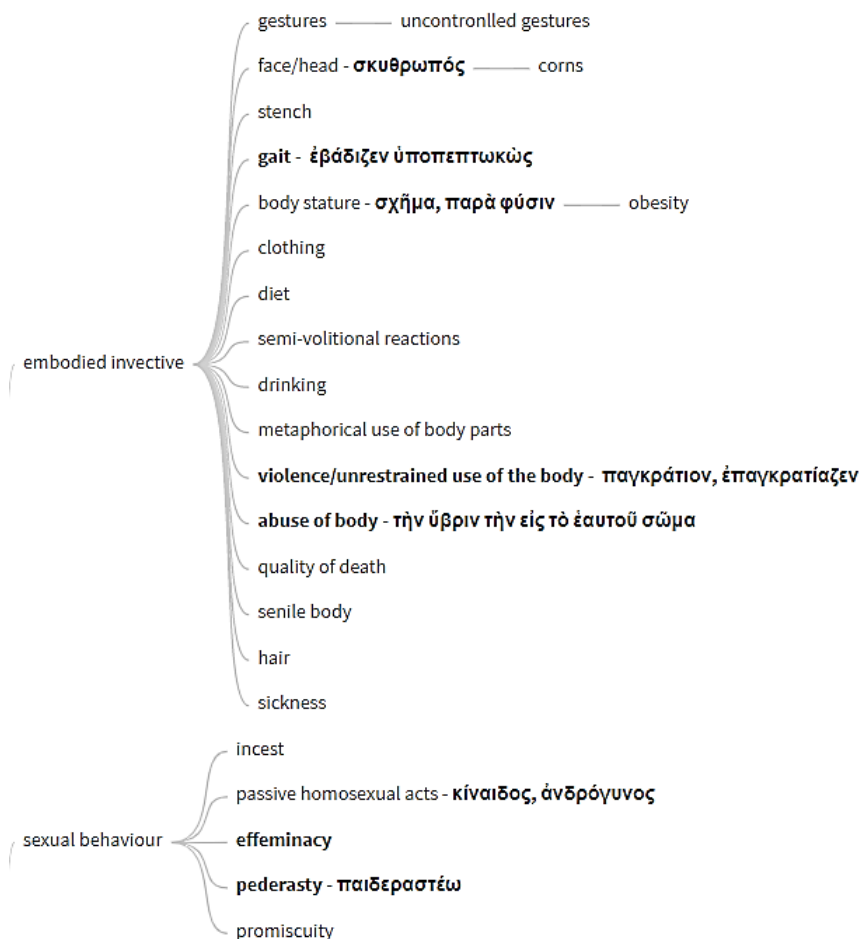 gestures uncontronlled gestures
face/head - σκυθρωπός corns
stench
gait - ἐβάδιζεν ὑποπεπτωκὼς
body stature - σχῆμα, παρὰ φύσιν obesity
clothing
diet
semi-volitional reactions
embodied invective
drinking
metaphorical use of body parts
violence/unrestrained use of the body - παγκράτιον, ἐπαγκρατίαζεν
abuse of body - τὴν ὕβριν τὴν εἰς τὸ ἑαυτοῦ σῶμα
quality of death
senile body
hair
sickness
incest
passive homosexual acts - κίναιδος, ἀνδρόγυνος
sexual behaviour
effeminacy
pederasty - παιδεραστέω
promiscuity